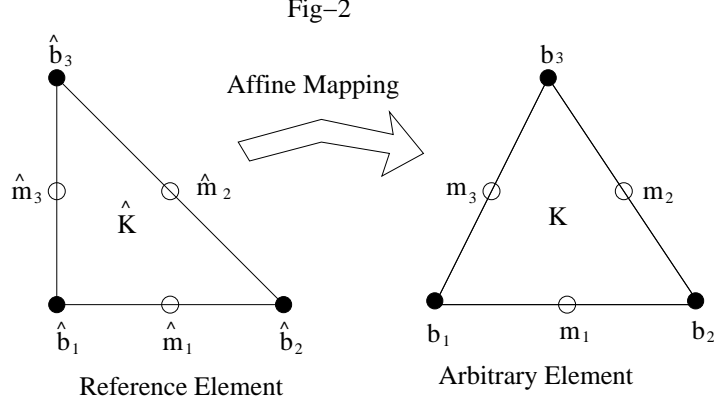 Fig–2
b̂₃
b₃
Affine Mapping
m̂₃
m̂₂
m₃
m₂
K̂
K
b̂₁
m̂₁
b̂₂
b₁
m₁
b₂
Reference Element
Arbitrary Element